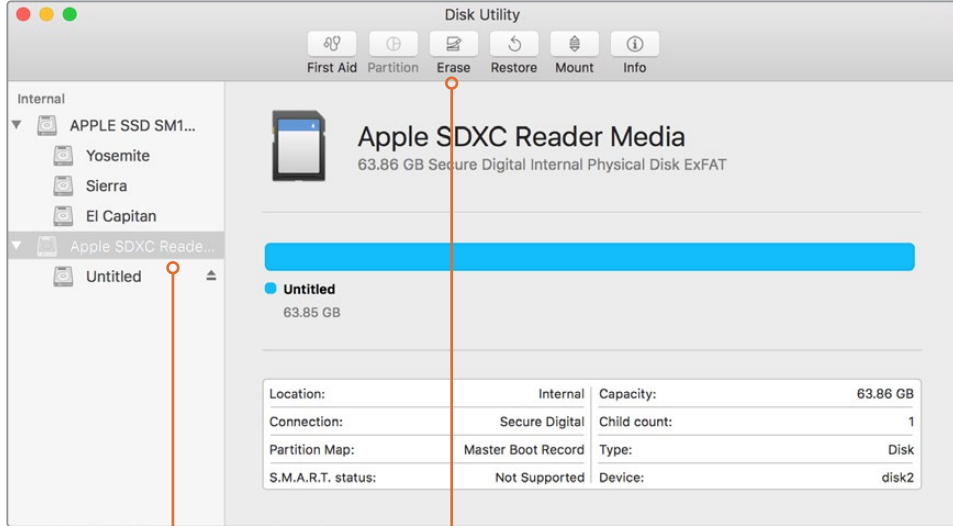 Disk Utility
First Aid Partition Erase Restore Mount Info
Internal
APPLE SSD SM1...
Yosemite
Sierra
El Capitan
Apple SDXC Reade...
Untitled
Apple SDXC Reader Media
63.86 GB Secure Digital Internal Physical Disk ExFAT
Untitled
63.85 GB
Location: Internal Capacity: 63.86 GB
Connection: Secure Digital Child count: 1
Partition Map: Master Boot Record Type: Disk
S.M.A.R.T. status: Not Supported Device: disk2